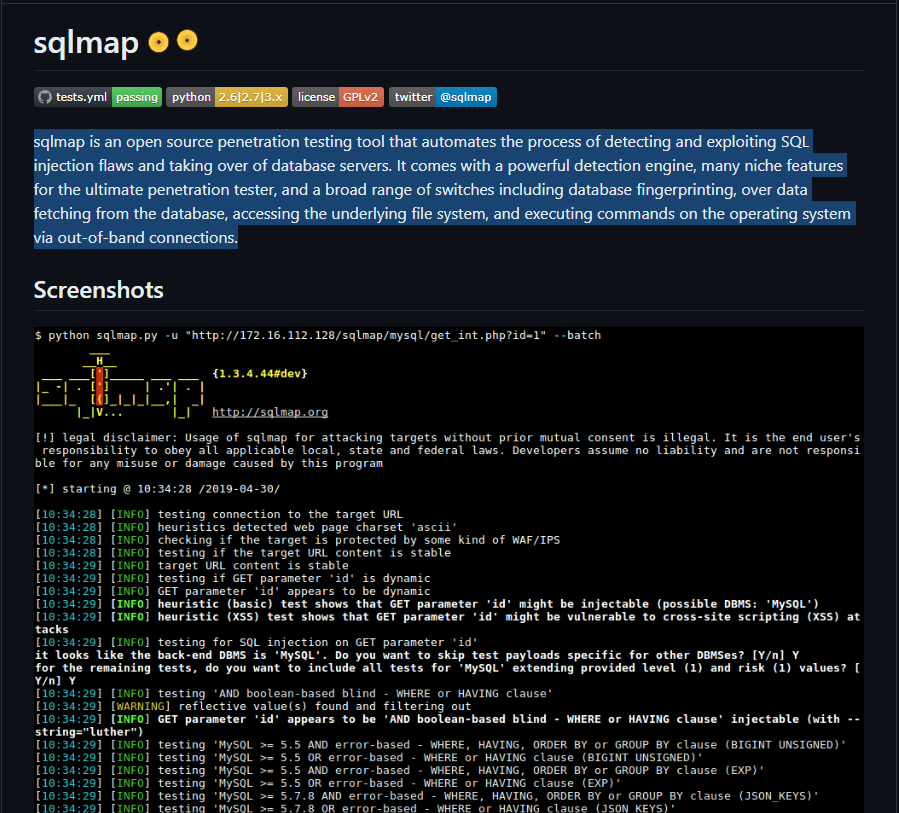 sqlmap
tests.yml passing python 2.6|2.7|3.x license GPLv2 twitter @sqlmap
sqlmap is an open source penetration testing tool that automates the process of detecting and exploiting SQL
injection flaws and taking over of database servers. It comes with a powerful detection engine, many niche features
for the ultimate penetration tester, and a broad range of switches including database fingerprinting, over data
fetching from the database, accessing the underlying file system, and executing commands on the operating system
via out-of-band connections.
Screenshots
$ python sqlmap.py -u "http://172.16.112.128/sqlmap/mysql/get_int.php?id=1" --batch
{1.3.4.44#dev}
http://sqlmap.org
[!] legal disclaimer: Usage of sqlmap for attacking targets without prior mutual consent is illegal. It is the end user's
responsibility to obey all applicable local, state and federal laws. Developers assume no liability and are not responsi
ble for any misuse or damage caused by this program
[*] starting @ 10:34:28 /2019-04-30/
[10:34:28] [INFO] testing connection to the target URL
[10:34:28] [INFO] heuristics detected web page charset 'ascii'
[10:34:28] [INFO] checking if the target is protected by some kind of WAF/IPS
[10:34:28] [INFO] testing if the target URL content is stable
[10:34:29] [INFO] target URL content is stable
[10:34:29] [INFO] testing if GET parameter 'id' is dynamic
[10:34:29] [INFO] GET parameter 'id' appears to be dynamic
[10:34:29] [INFO] heuristic (basic) test shows that GET parameter 'id' might be injectable (possible DBMS: 'MySQL')
[10:34:29] [INFO] heuristic (XSS) test shows that GET parameter 'id' might be vulnerable to cross-site scripting (XSS) at
tacks
[10:34:29] [INFO] testing for SQL injection on GET parameter 'id'
it looks like the back-end DBMS is 'MySQL'. Do you want to skip test payloads specific for other DBMSes? [Y/n] Y
for the remaining tests, do you want to include all tests for 'MySQL' extending provided level (1) and risk (1) values? [
Y/n] Y
[10:34:29] [INFO] testing 'AND boolean-based blind - WHERE or HAVING clause'
[10:34:29] [WARNING] reflective value(s) found and filtering out
[10:34:29] [INFO] GET parameter 'id' appears to be 'AND boolean-based blind - WHERE or HAVING clause' injectable (with --
string="luther")
[10:34:29] [INFO] testing 'MySQL >= 5.5 AND error-based - WHERE, HAVING, ORDER BY or GROUP BY clause (BIGINT UNSIGNED)'
[10:34:29] [INFO] testing 'MySQL >= 5.5 OR error-based - WHERE or HAVING clause (BIGINT UNSIGNED)'
[10:34:29] [INFO] testing 'MySQL >= 5.5 AND error-based - WHERE, HAVING, ORDER BY or GROUP BY clause (EXP)'
[10:34:29] [INFO] testing 'MySQL >= 5.5 OR error-based - WHERE or HAVING clause (EXP)'
[10:34:29] [INFO] testing 'MySQL >= 5.7.8 AND error-based - WHERE, HAVING, ORDER BY or GROUP BY clause (JSON_KEYS)'
[10:34:29] [INFO] testing 'MySQL >= 5.7.8 OR error-based - WHERE or HAVING clause (JSON_KEYS)'